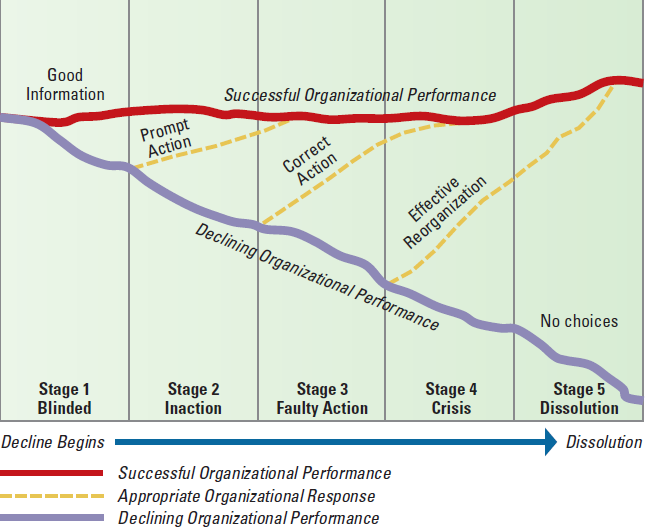 Good
Information
Successful Organizational Performance
Prompt
Action
Correct
Action
Effective
Reorganization
Declining Organizational Performance
No choices
Stage 1
Blinded
Stage 2
Inaction
Stage 3
Faulty Action
Stage 4
Crisis
Stage 5
Dissolution
Decline Begins
Dissolution
Successful Organizational Performance
Appropriate Organizational Response
Declining Organizational Performance